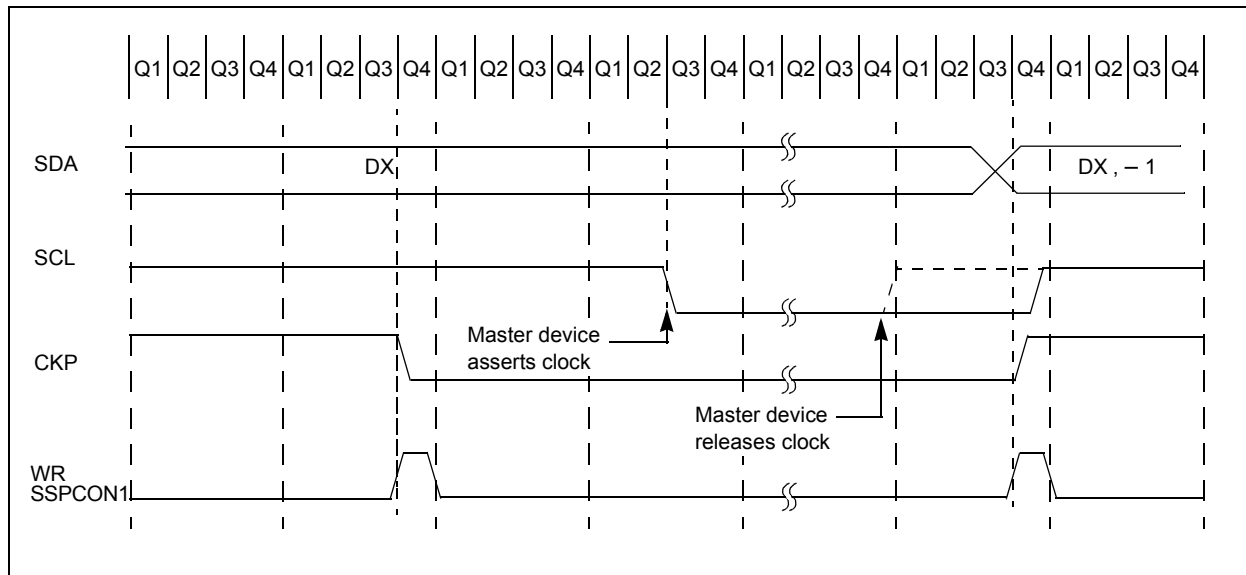 Q1 Q2 Q3 Q4 Q1 Q2 Q3 Q4 Q1 Q2 Q3 Q4 Q1 Q2 Q3 Q4 Q1 Q2 Q3 Q4 Q1 Q2 Q3 Q4 Q1 Q2 Q3 Q4
SDA
DX
DX , – 1
SCL
Master device
asserts clock
CKP
Master device
releases clock
WR
SSPCON1